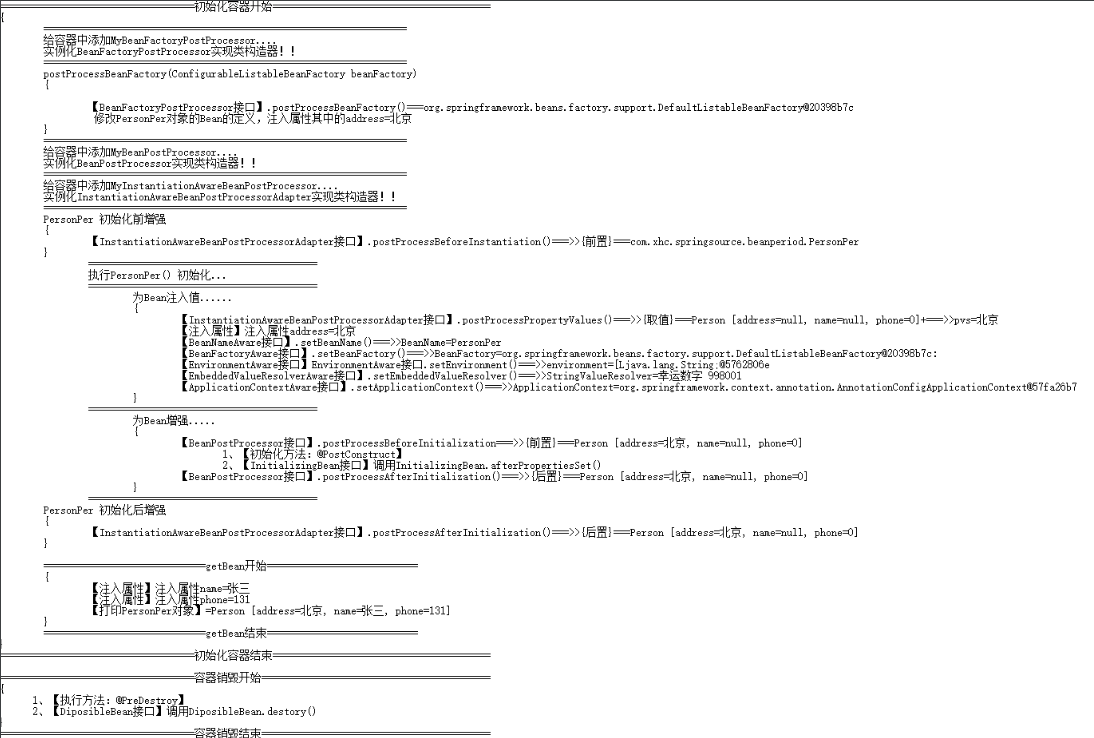 ═══════════════初始化容器开始═══════════════
{
═══════════════════════════════
给容器中添加MyBeanFactoryPostProcessor....
实例化BeanFactoryPostProcessor实现类构造器！！
═══════════════════════════════
postProcessBeanFactory(ConfigurableListableBeanFactory beanFactory)
{
【BeanFactoryPostProcessor接口】.postProcessBeanFactory()===org.springframework.beans.factory.support.DefaultListableBeanFactory@20398b7c
修改PersonPer对象的Bean的定义，注入属性其中的address=北京
}
═══════════════════════════════
给容器中添加MyBeanPostProcessor....
实例化BeanPostProcessor实现类构造器！！
═══════════════════════════════
给容器中添加MyInstantiationAwareBeanPostProcessor....
实例化InstantiationAwareBeanPostProcessorAdapter实现类构造器！！
═══════════════════════════════
PersonPer 初始化前增强
{
【InstantiationAwareBeanPostProcessorAdapter接口】.postProcessBeforeInstantiation()===>>{前置}===com.xhc.springsource.beanperiod.PersonPer
}
═══════════════════
执行PersonPer() 初始化...
═══════════════════
为Bean注入值......
{
【InstantiationAwareBeanPostProcessorAdapter接口】.postProcessPropertyValues()===>>{取值}===Person [address=null, name=null, phone=0]+===>>pvs=北京
【注入属性】注入属性address=北京
【BeanNameAware接口】.setBeanName()===>>BeanName=PersonPer
【BeanFactoryAware接口】.setBeanFactory()===>>BeanFactory=org.springframework.beans.factory.support.DefaultListableBeanFactory@20398b7c:
【EnvironmentAware接口】EnvironmentAware接口.setEnvironment()===>>environment=[Ljava.lang.String;@5762806e
【EmbeddedValueResolverAware接口】.setEmbeddedValueResolver()===>>StringValueResolver=幸运数字 998001
【ApplicationContextAware接口】.setApplicationContext()===>>ApplicationContext=org.springframework.context.annotation.AnnotationConfigApplicationContext@57fa26b7
}
═══════════════════
为Bean增强.....
{
【BeanPostProcessor接口】.postProcessBeforeInitialization===>>{前置}===Person [address=北京, name=null, phone=0]
1、【初始化方法：@PostConstruct】
2、【InitializingBean接口】调用InitializingBean.afterPropertiesSet()
【BeanPostProcessor接口】.postProcessAfterInitialization()===>>{后置}===Person [address=北京, name=null, phone=0]
}
═══════════════════
PersonPer 初始化后增强
{
【InstantiationAwareBeanPostProcessorAdapter接口】.postProcessAfterInitialization()===>>{后置}===Person [address=北京, name=null, phone=0]
}
═════════════getBean开始═════════════
{
【注入属性】注入属性name=张三
【注入属性】注入属性phone=131
【打印PersonPer对象】=Person [address=北京, name=张三, phone=131]
}
═════════════getBean结束═════════════
}
═══════════════初始化容器结束═══════════════
═══════════════容器销毁开始═══════════════
{
1、【执行方法：@PreDestroy】
2、【DiposibleBean接口】调用DiposibleBean.destory()
}
═══════════════容器销毁结束═══════════════